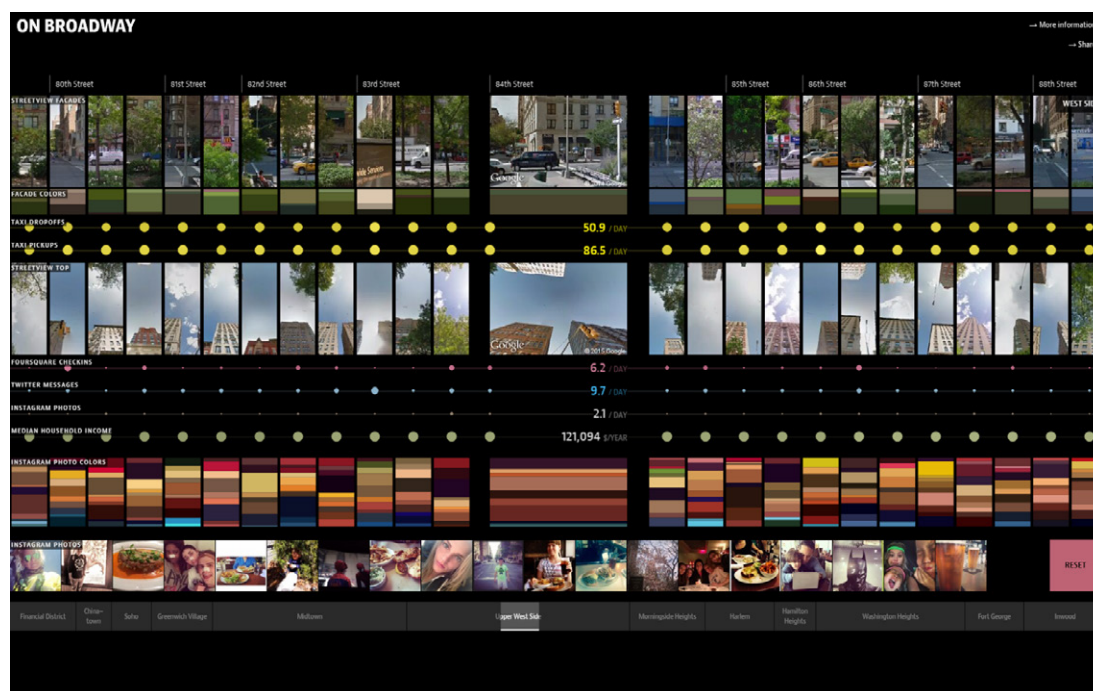 ON BROADWAY
→ More information
→ Share
80th Street
81st Street
82nd Street
83rd Street
84th Street
85th Street
86th Street
87th Street
88th Street
STREETVIEW FACADES
WEST SIDE
Google
Google
FACADE COLORS
TAXI DROPOFFS
50.9 / DAY
TAXI PICKUPS
86.5 / DAY
STREETVIEW TOP
Google
© 2015 Google
FOURSQUARE CHECKINS
6.2 / DAY
TWITTER MESSAGES
9.7 / DAY
INSTAGRAM PHOTOS
2.1 / DAY
MEDIAN HOUSEHOLD INCOME
121,094 $/YEAR
INSTAGRAM PHOTO COLORS
INSTAGRAM PHOTOS
RESET
Financial District
China-
town
Soho
Greenwich Village
Midtown
Upper West Side
Morningside Heights
Harlem
Hamilton
Heights
Washington Heights
Fort George
Inwood